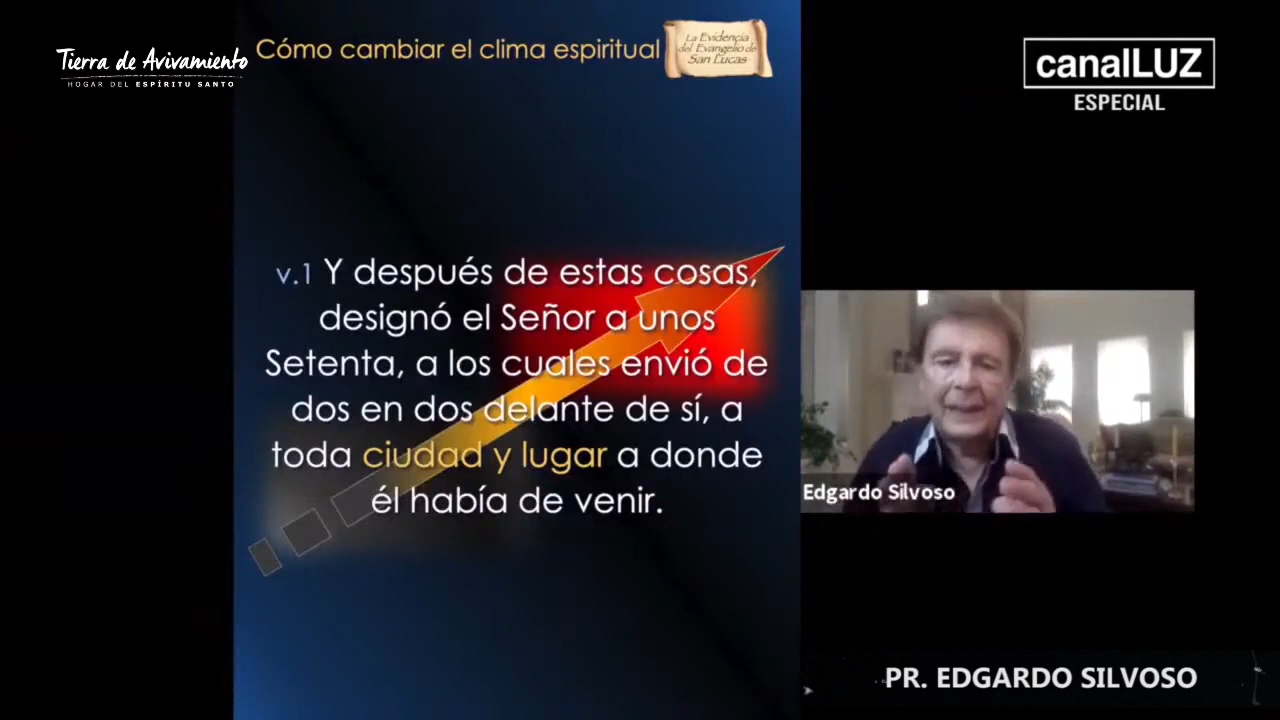 Tierra de Avivamiento
HOGAR DEL ESPÍRITU SANTO
Cómo cambiar el clima espiritual
La Evidencia
del Evangelio de
San Lucas
canalLUZ
ESPECIAL
v.1 Y después de estas cosas,
designó el Señor a unos
Setenta, a los cuales envió de
dos en dos delante de sí, a
toda ciudad y lugar a donde
él había de venir.
Edgardo Silvoso
PR. EDGARDO SILVOSO